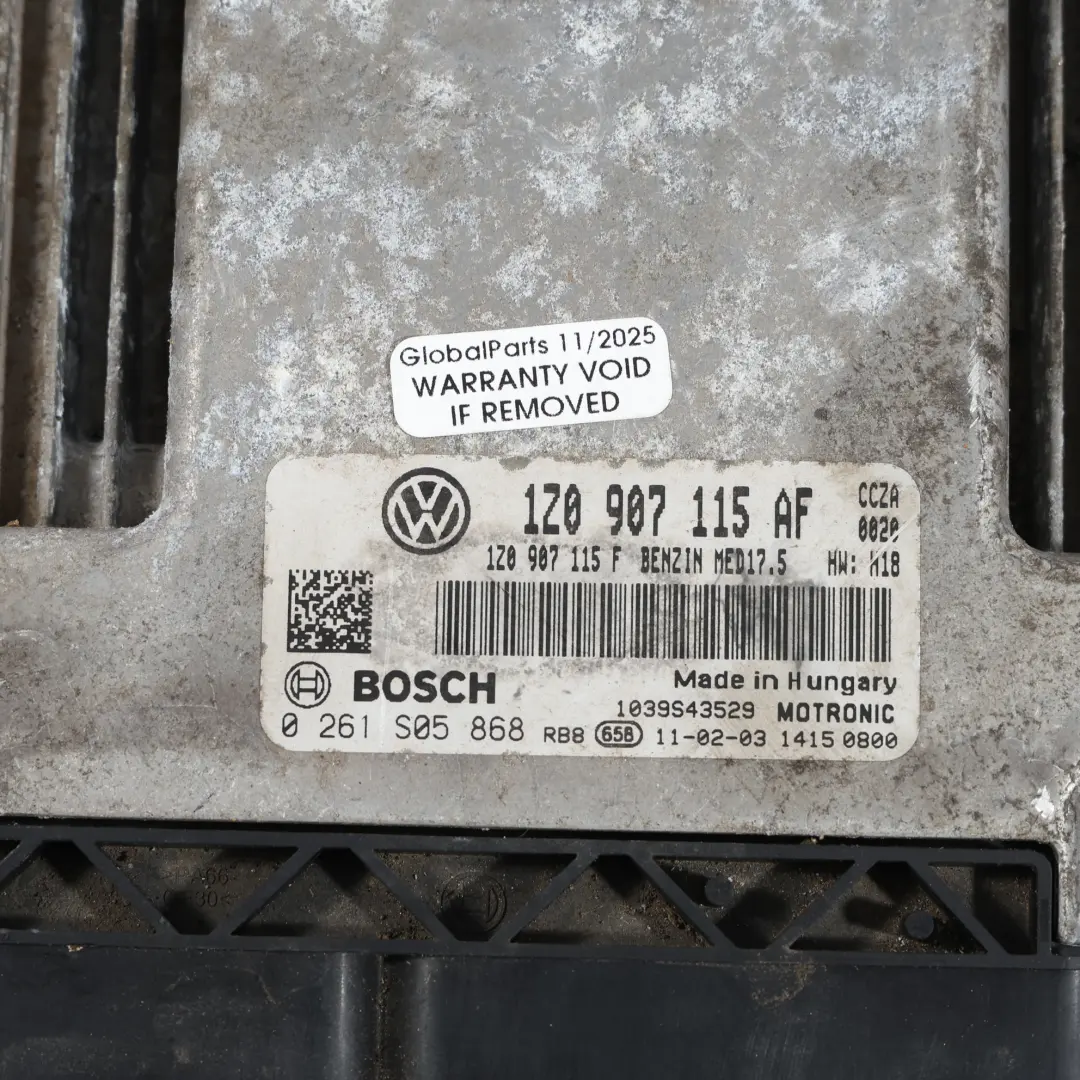 GlobalParts 11/2025
WARRANTY VOID
IF REMOVED
1Z0 907 115 AF
CCZA
0020
1Z0 907 115 F BENZIN MED17.5 HW: H18
BOSCH
Made in Hungary
1039S43529 MOTRONIC
0 261 S05 868 RB8 658 11-02-03 1415 0800